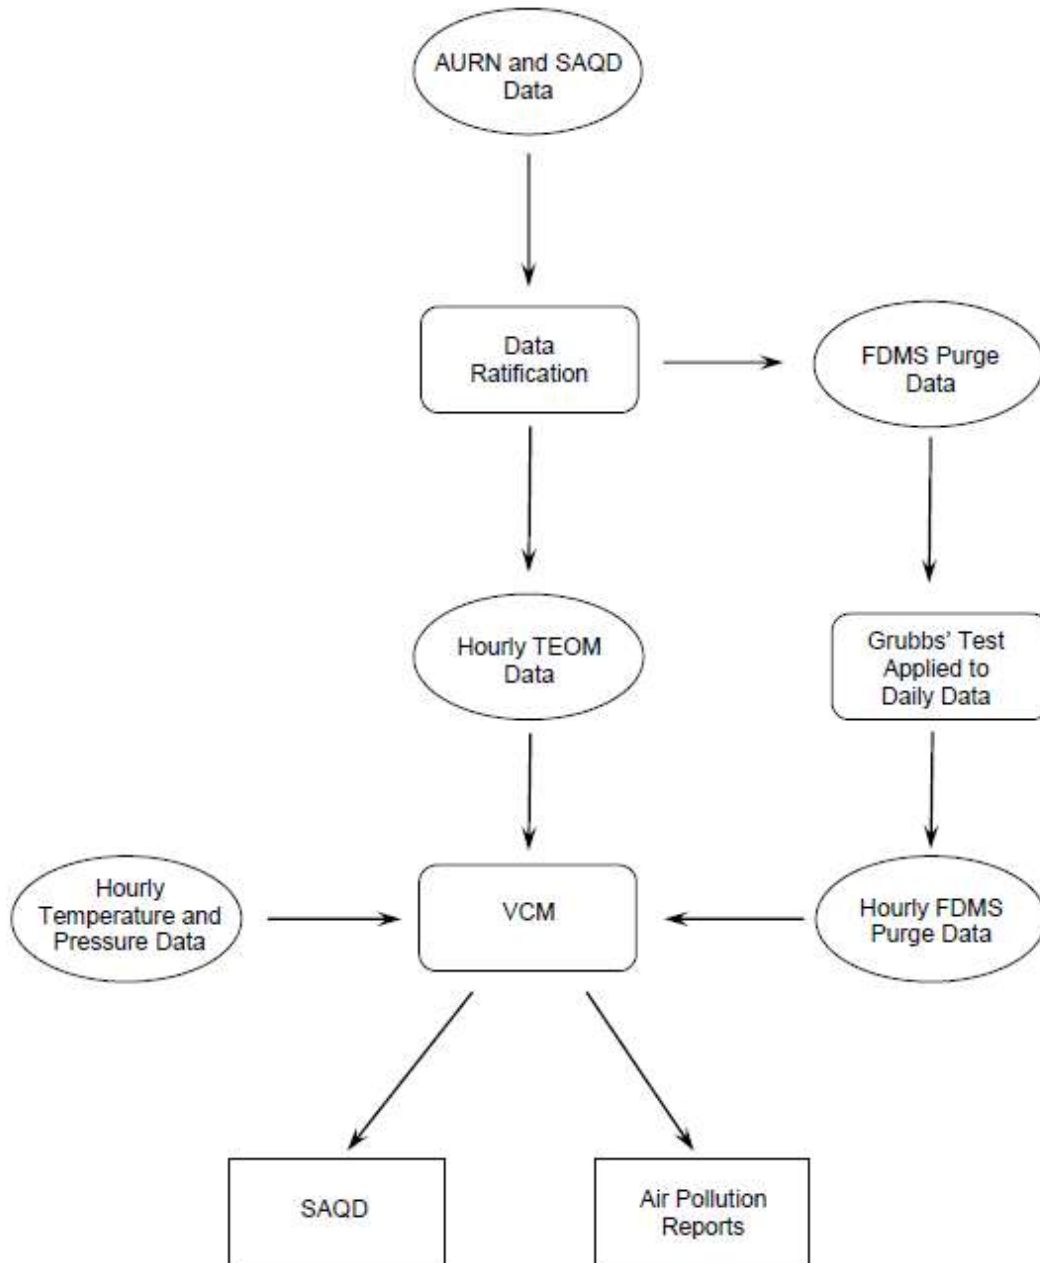 AURN and SAQD
Data
Data
Ratification
FDMS Purge
Data
Hourly TEOM
Data
Grubbs' Test
Applied to
Daily Data
Hourly
Temperature and
Pressure Data
VCM
Hourly FDMS
Purge Data
SAQD
Air Pollution
Reports